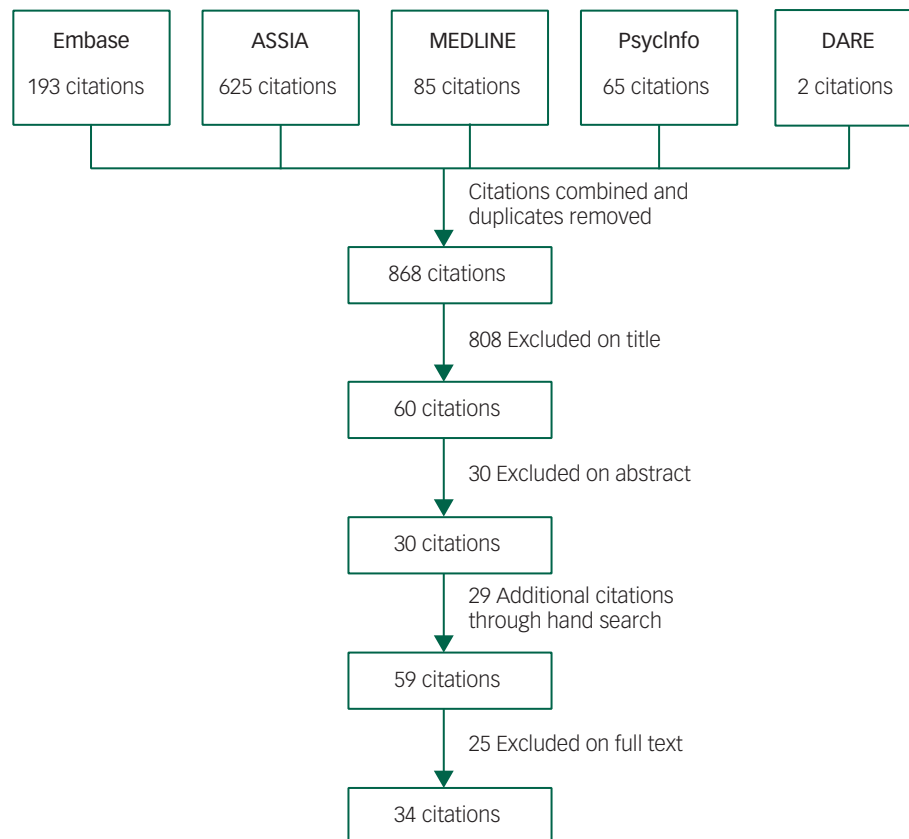 Embase
193 citations
ASSIA
625 citations
MEDLINE
85 citations
PsycInfo
65 citations
DARE
2 citations
Citations combined and
duplicates removed
868 citations
808 Excluded on title
60 citations
30 Excluded on abstract
30 citations
29 Additional citations
through hand search
59 citations
25 Excluded on full text
34 citations